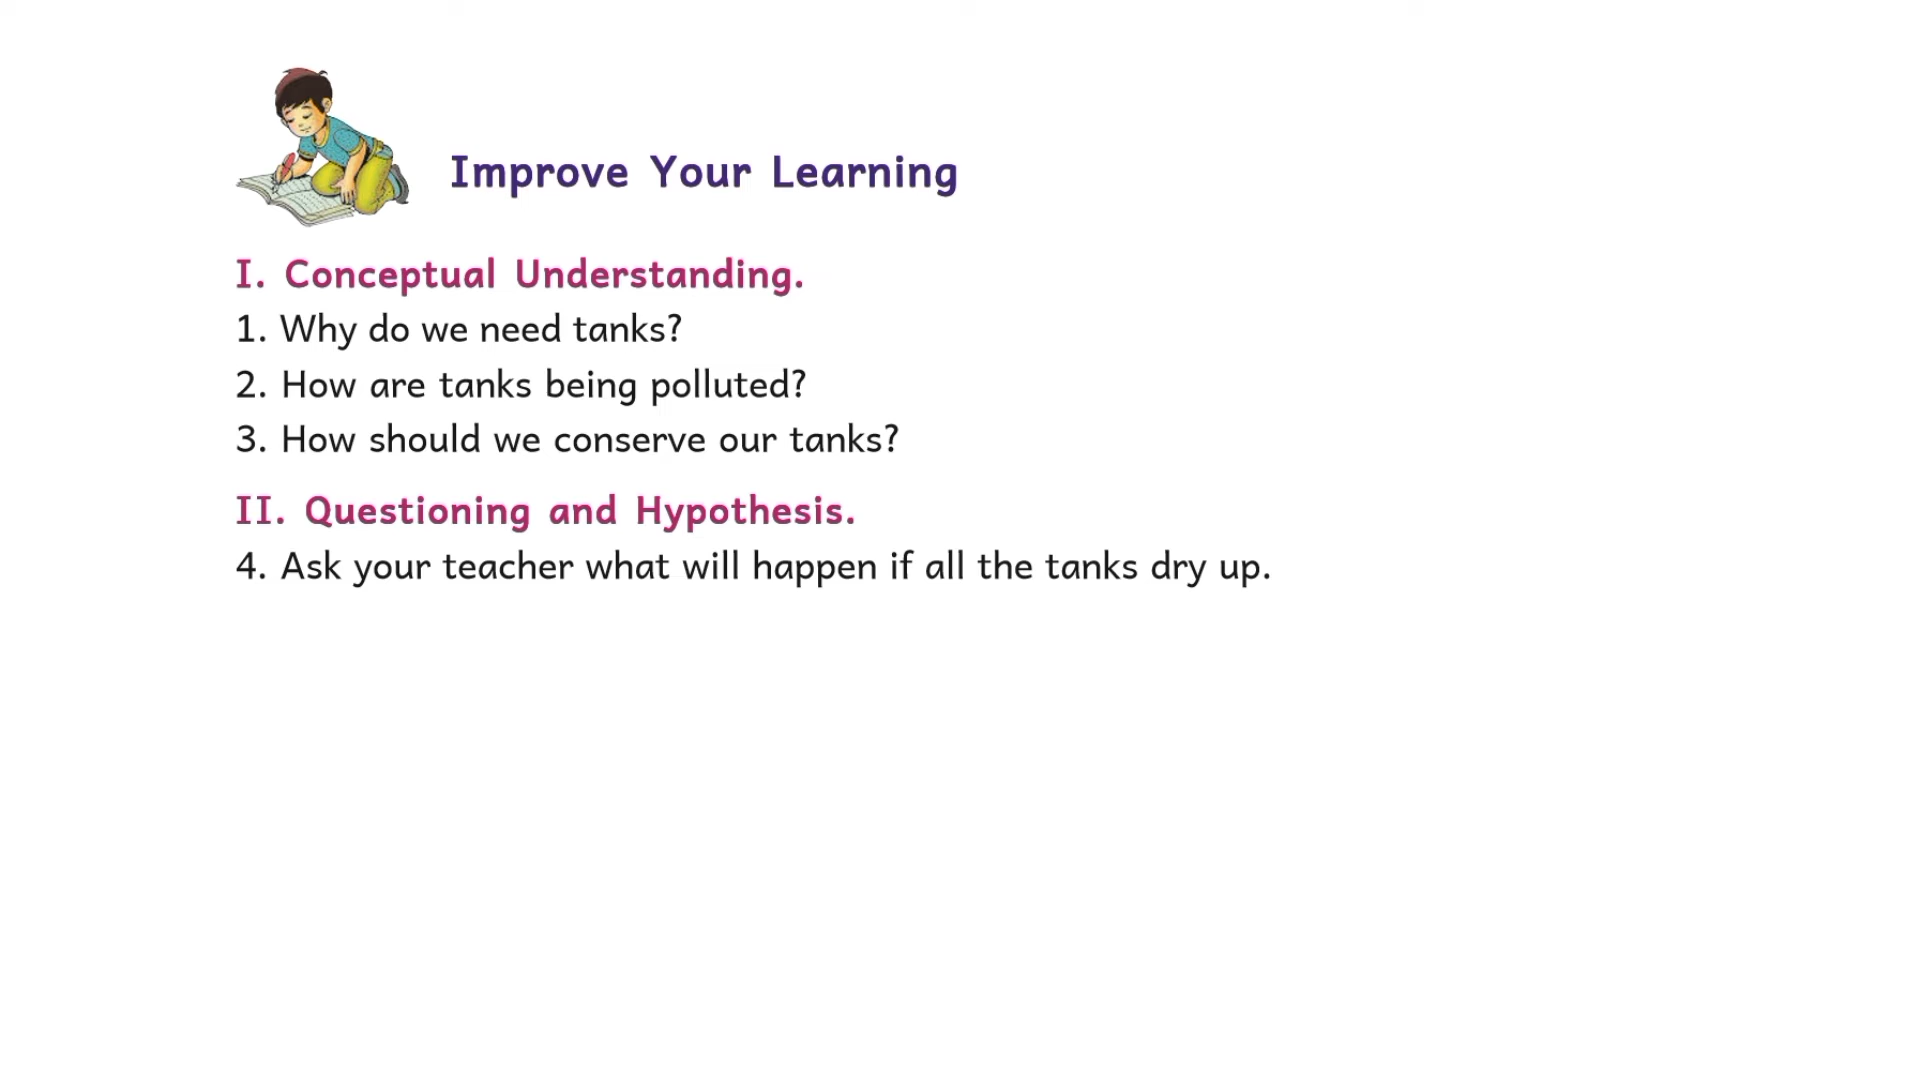 Improve Your Learning
I. Conceptual Understanding.
1. Why do we need tanks?
2. How are tanks being polluted?
3. How should we conserve our tanks?
II. Questioning and Hypothesis.
4. Ask your teacher what will happen if all the tanks dry up.